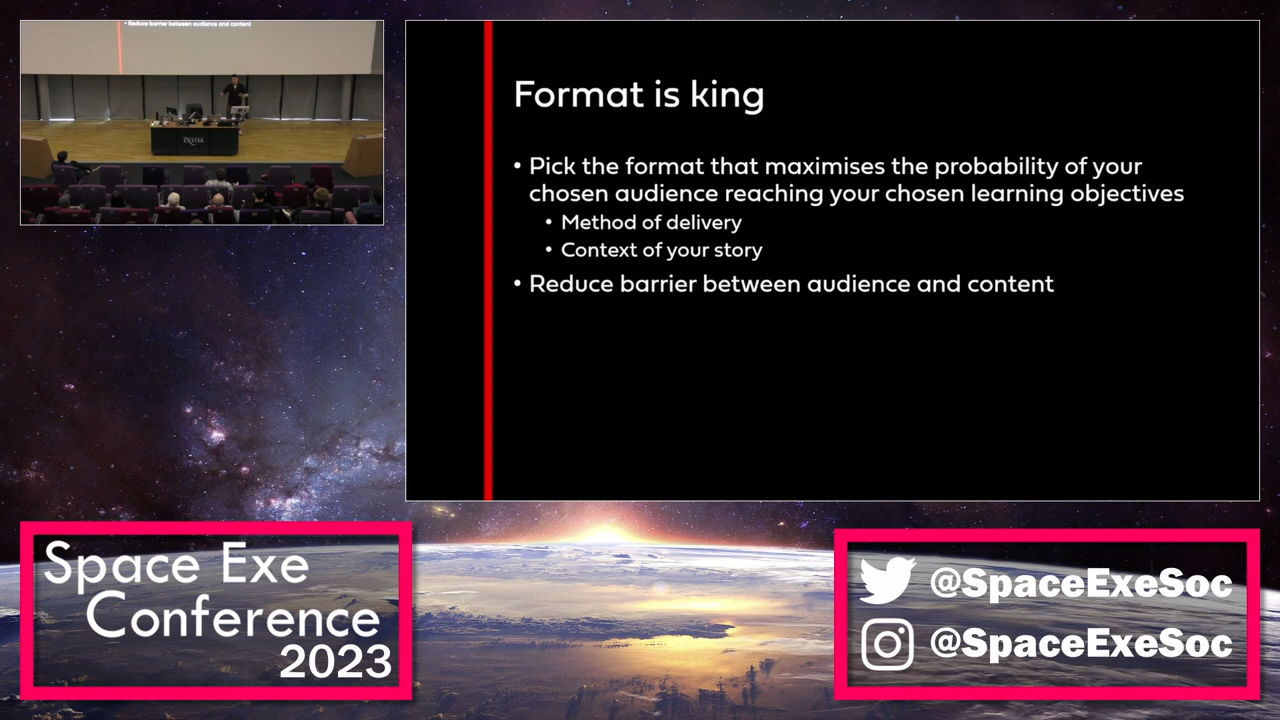 • Reduce barrier between audience and content
EXETER
Format is king
• Pick the format that maximises the probability of your
chosen audience reaching your chosen learning objectives
• Method of delivery
• Context of your story
• Reduce barrier between audience and content
Space Exe
Conference
2023
@SpaceExeSoc
@SpaceExeSoc